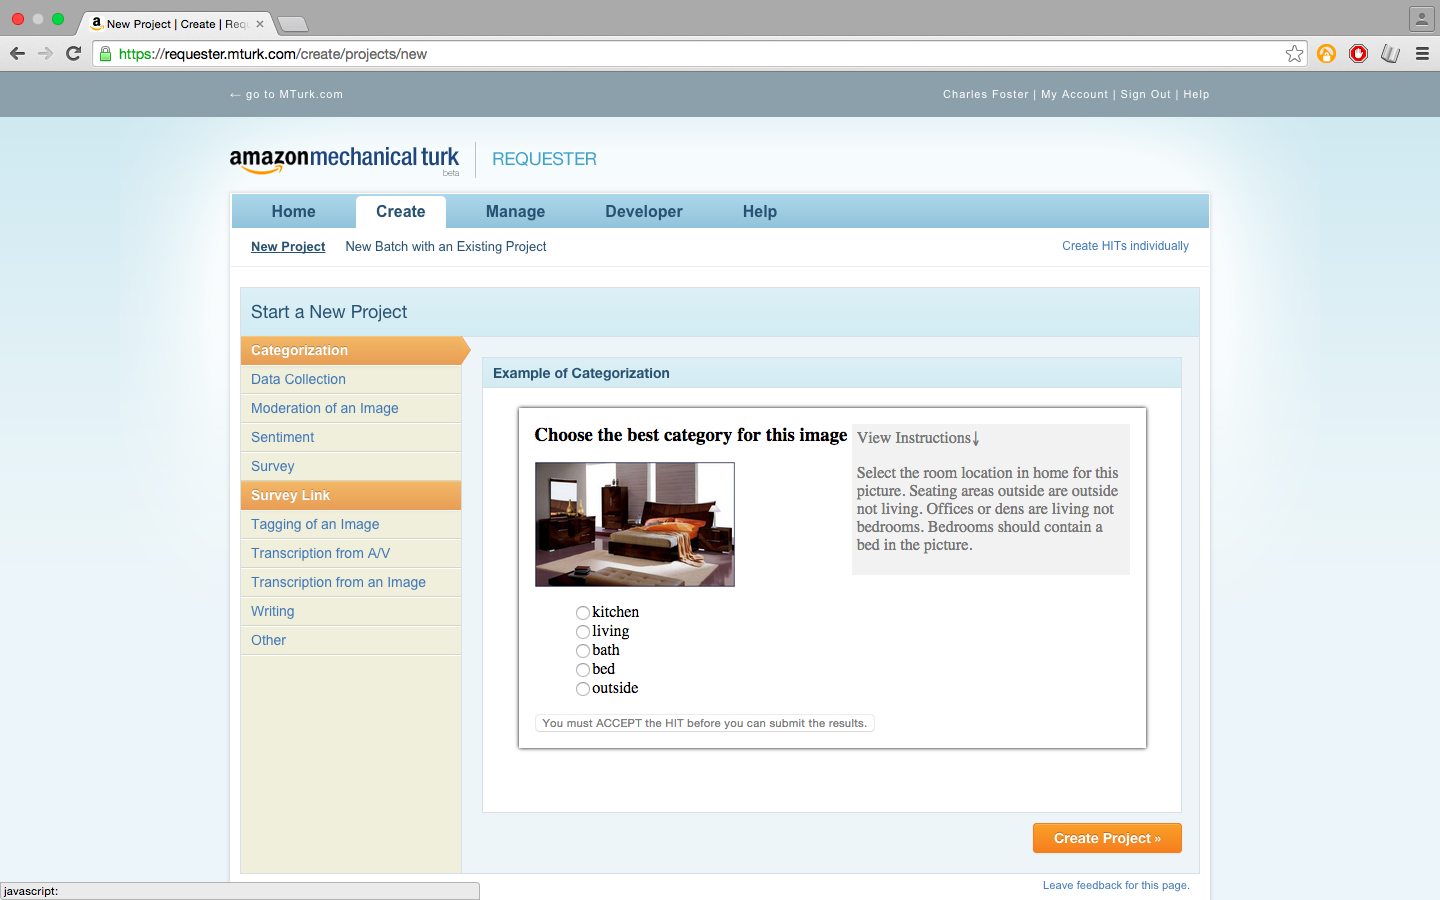 New Project | Create | Req
https://requester.mturk.com/create/projects/new
← go to MTurk.com
Charles Foster | My Account | Sign Out | Help
amazonmechanical turk
beta
REQUESTER
Home
Create
Manage
Developer
Help
New Project
New Batch with an Existing Project
Create HITs individually
Start a New Project
Categorization
Data Collection
Moderation of an Image
Sentiment
Survey
Survey Link
Tagging of an Image
Transcription from A/V
Transcription from an Image
Writing
Other
Example of Categorization
Choose the best category for this image
View Instructions↓
Select the room location in home for this
picture. Seating areas outside are outside
not living. Offices or dens are living not
bedrooms. Bedrooms should contain a
bed in the picture.
kitchen
living
bath
bed
outside
You must ACCEPT the HIT before you can submit the results.
Create Project »
Leave feedback for this page.
javascript: